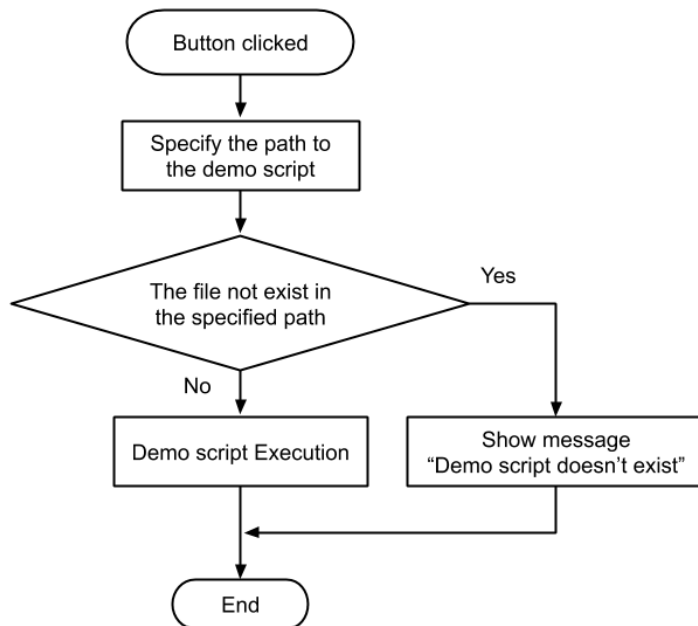 Button clicked
Specify the path to
the demo script
The file not exist in
the specified path
Yes
No
Demo script Execution
Show message
“Demo script doesn’t exist”
End